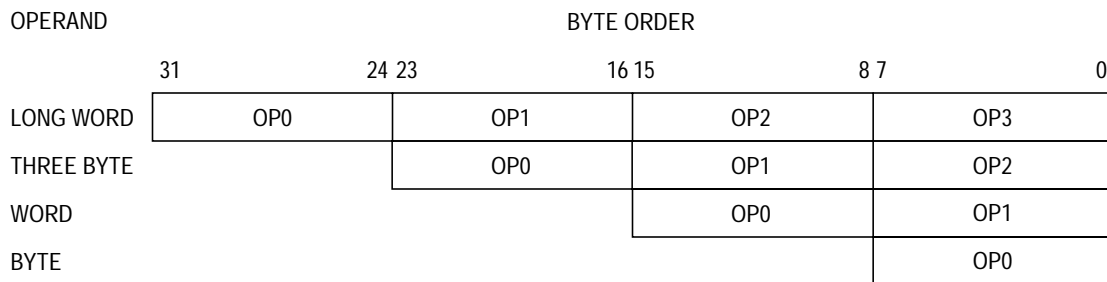 OPERAND BYTE ORDER
31 24 23 16 15 8 7 0
LONG WORD OP0 OP1 OP2 OP3
THREE BYTE OP0 OP1 OP2
WORD OP0 OP1
BYTE OP0